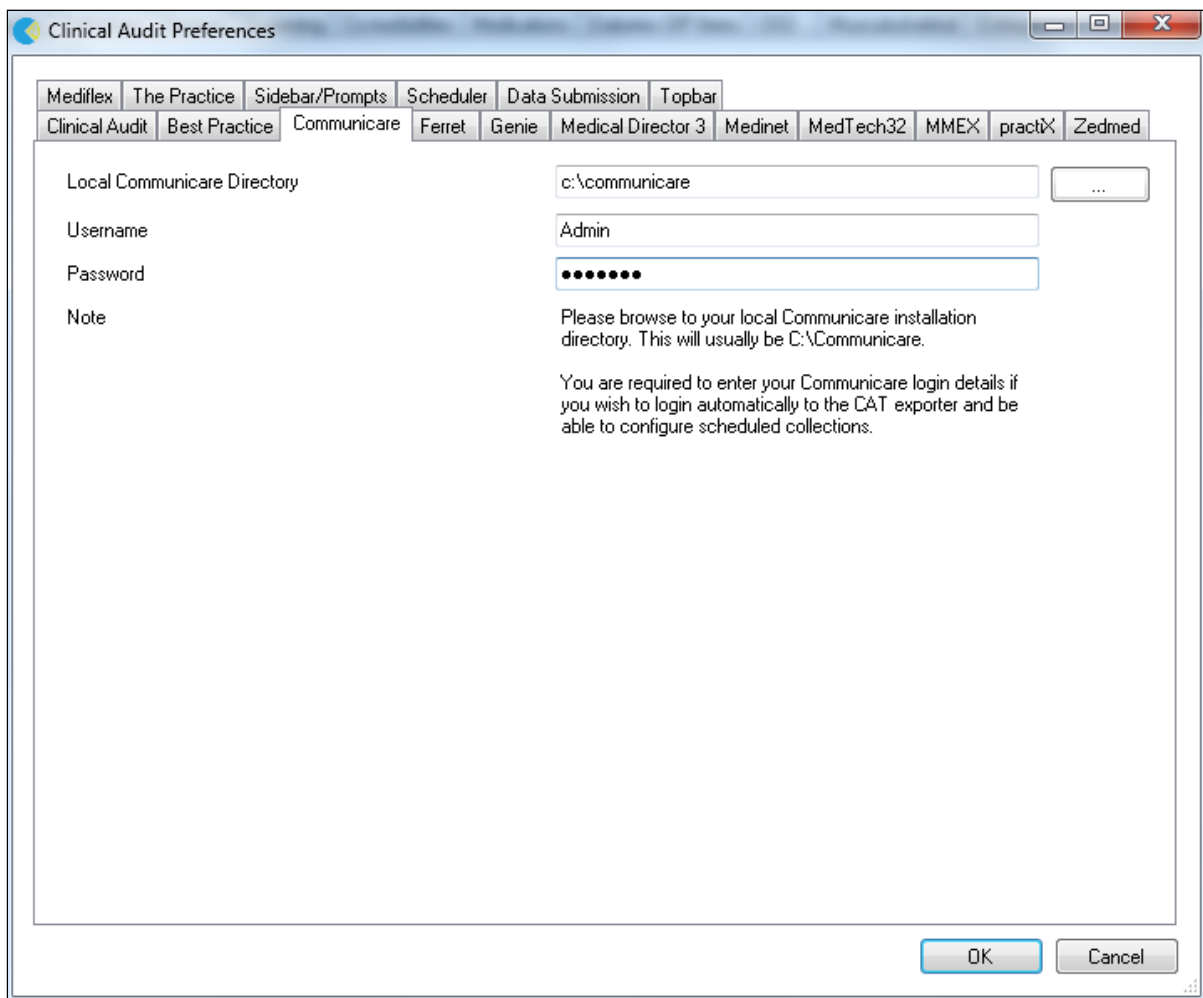 Clinical Audit Preferences
Mediflex The Practice Sidebar/Prompts Scheduler Data Submission Topbar
Clinical Audit Best Practice Communicare Ferret Genie Medical Director 3 Medinet MedTech32 MMEX practiX Zedmed
Local Communicare Directory c:\communicare ...
Username Admin
Password •••••••
Note Please browse to your local Communicare installation
directory. This will usually be C:\Communicare.
You are required to enter your Communicare login details if
you wish to login automatically to the CAT exporter and be
able to configure scheduled collections.
OK Cancel